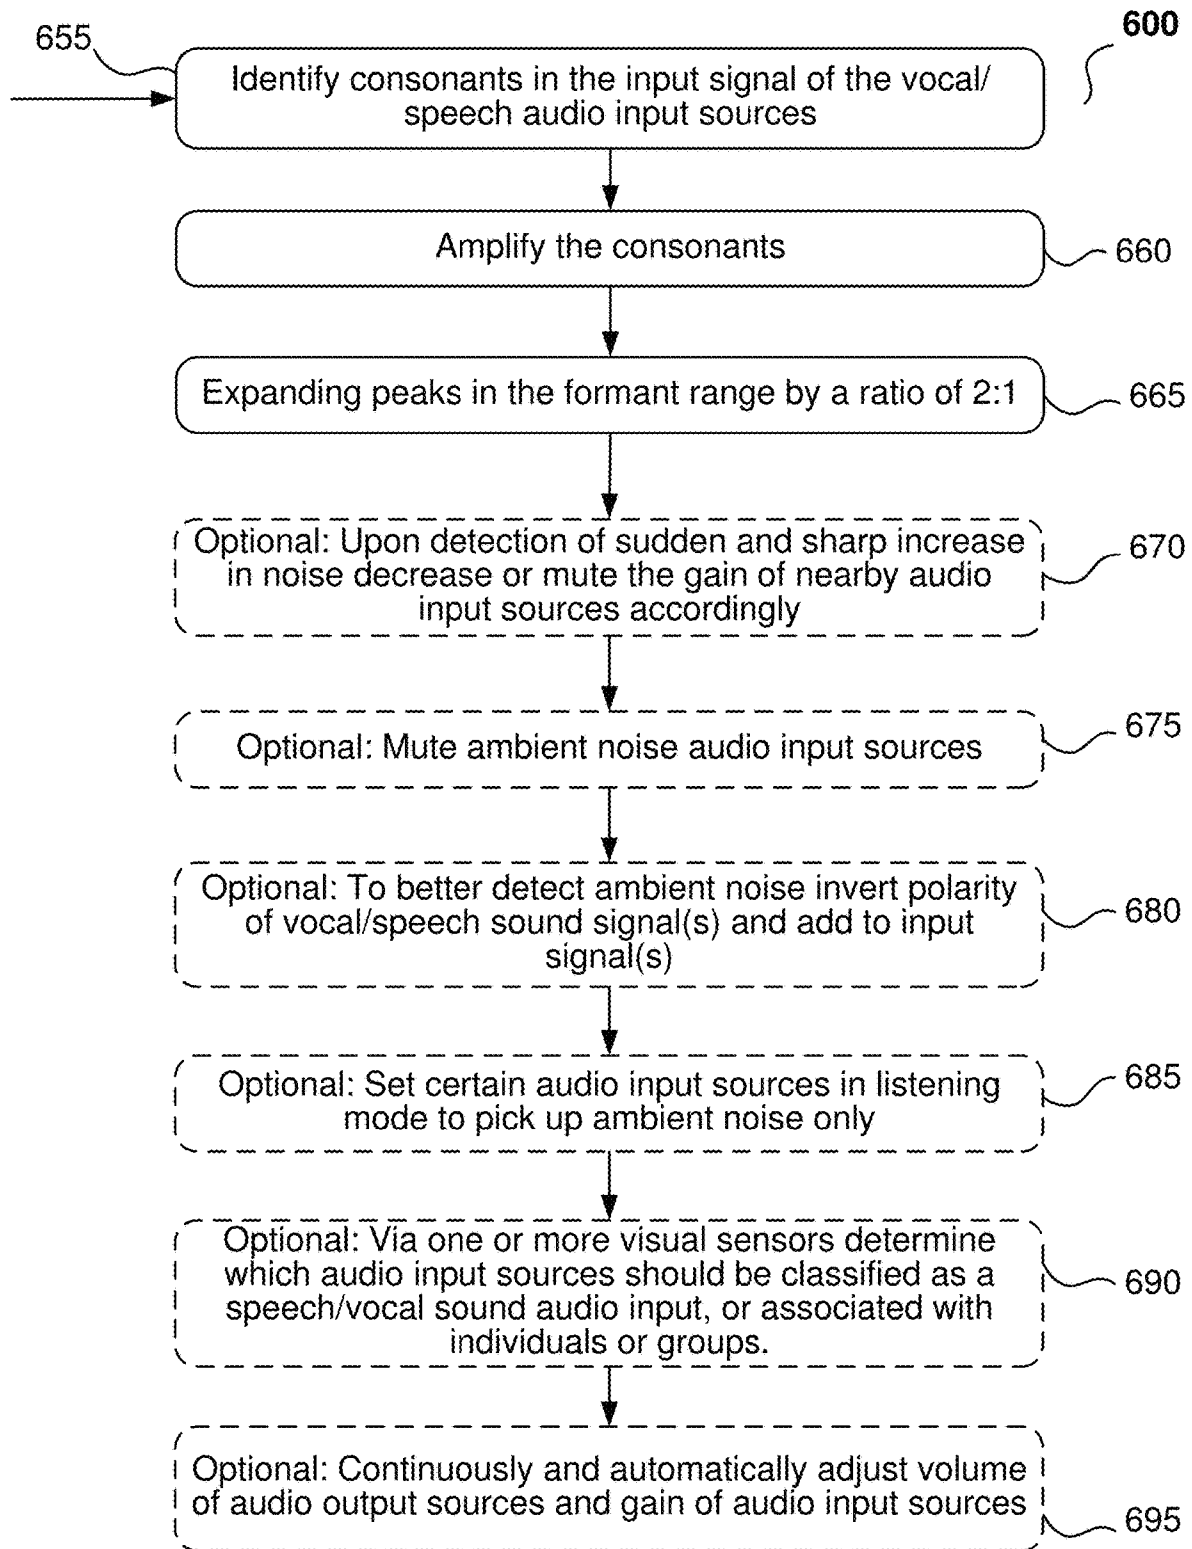 600
655
Identify consonants in the input signal of the vocal/
speech audio input sources
Amplify the consonants
660
Expanding peaks in the formant range by a ratio of 2:1
665
Optional: Upon detection of sudden and sharp increase
in noise decrease or mute the gain of nearby audio
input sources accordingly
670
Optional: Mute ambient noise audio input sources
675
Optional: To better detect ambient noise invert polarity
of vocal/speech sound signal(s) and add to input
signal(s)
680
Optional: Set certain audio input sources in listening
mode to pick up ambient noise only
685
Optional: Via one or more visual sensors determine
which audio input sources should be classified as a
speech/vocal sound audio input, or associated with
individuals or groups.
690
Optional: Continuously and automatically adjust volume
of audio output sources and gain of audio input sources
695